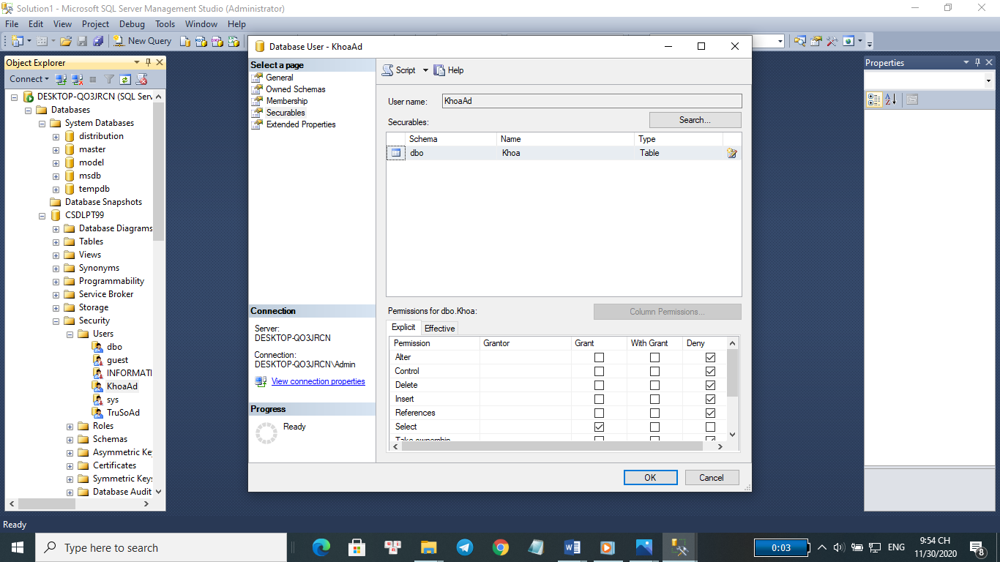 Solution1 - Microsoft SQL Server Management Studio (Administrator)
File Edit View Project Debug Tools Window Help
New Query
Object Explorer
Connect
DESKTOP-QO3JRCN (SQL Serv
Databases
System Databases
distribution
master
model
msdb
tempdb
Database Snapshots
CSDLPT99
Database Diagrams
Tables
Views
Synonyms
Programmability
Service Broker
Storage
Security
Users
dbo
guest
INFORMATI
KhoaAd
sys
TruSoAd
Roles
Schemas
Asymmetric Key
Certificates
Symmetric Keys
Database Audit
Database User - KhoaAd
Select a page
General
Owned Schemas
Membership
Securables
Extended Properties
Connection
Server:
DESKTOP-QO3JRCN
Connection:
DESKTOP-QO3JRCN\Admin
View connection properties
Progress
Ready
Script Help
User name: KhoaAd
Securables: Search...
Schema Name Type
dbo Khoa Table
Permissions for dbo.Khoa: Column Permissions...
Explicit Effective
Permission Grantor Grant With Grant Deny
Alter
Control
Delete
Insert
References
Select
Take ownership
OK Cancel
Properties
Ready
Type here to search
0:03
ENG
9:54 CH
11/30/2020
8